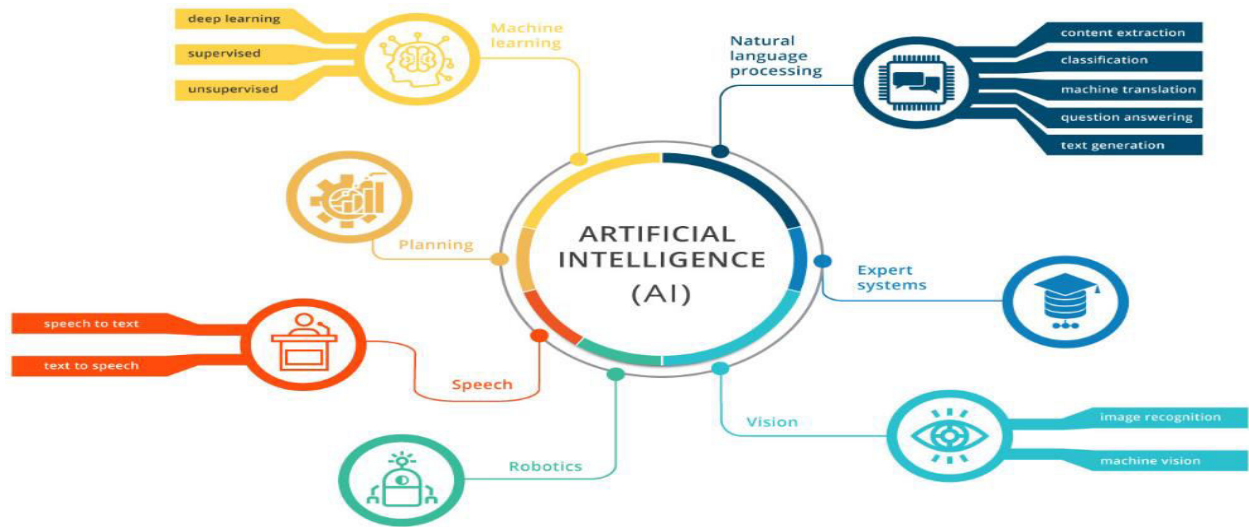 deep learning
supervised
unsupervised
Machine
learning
Natural
language
processing
content extraction
classification
machine translation
question answering
text generation
Planning
ARTIFICIAL
INTELLIGENCE
(AI)
Expert
systems
speech to text
text to speech
Speech
Vision
image recognition
machine vision
Robotics